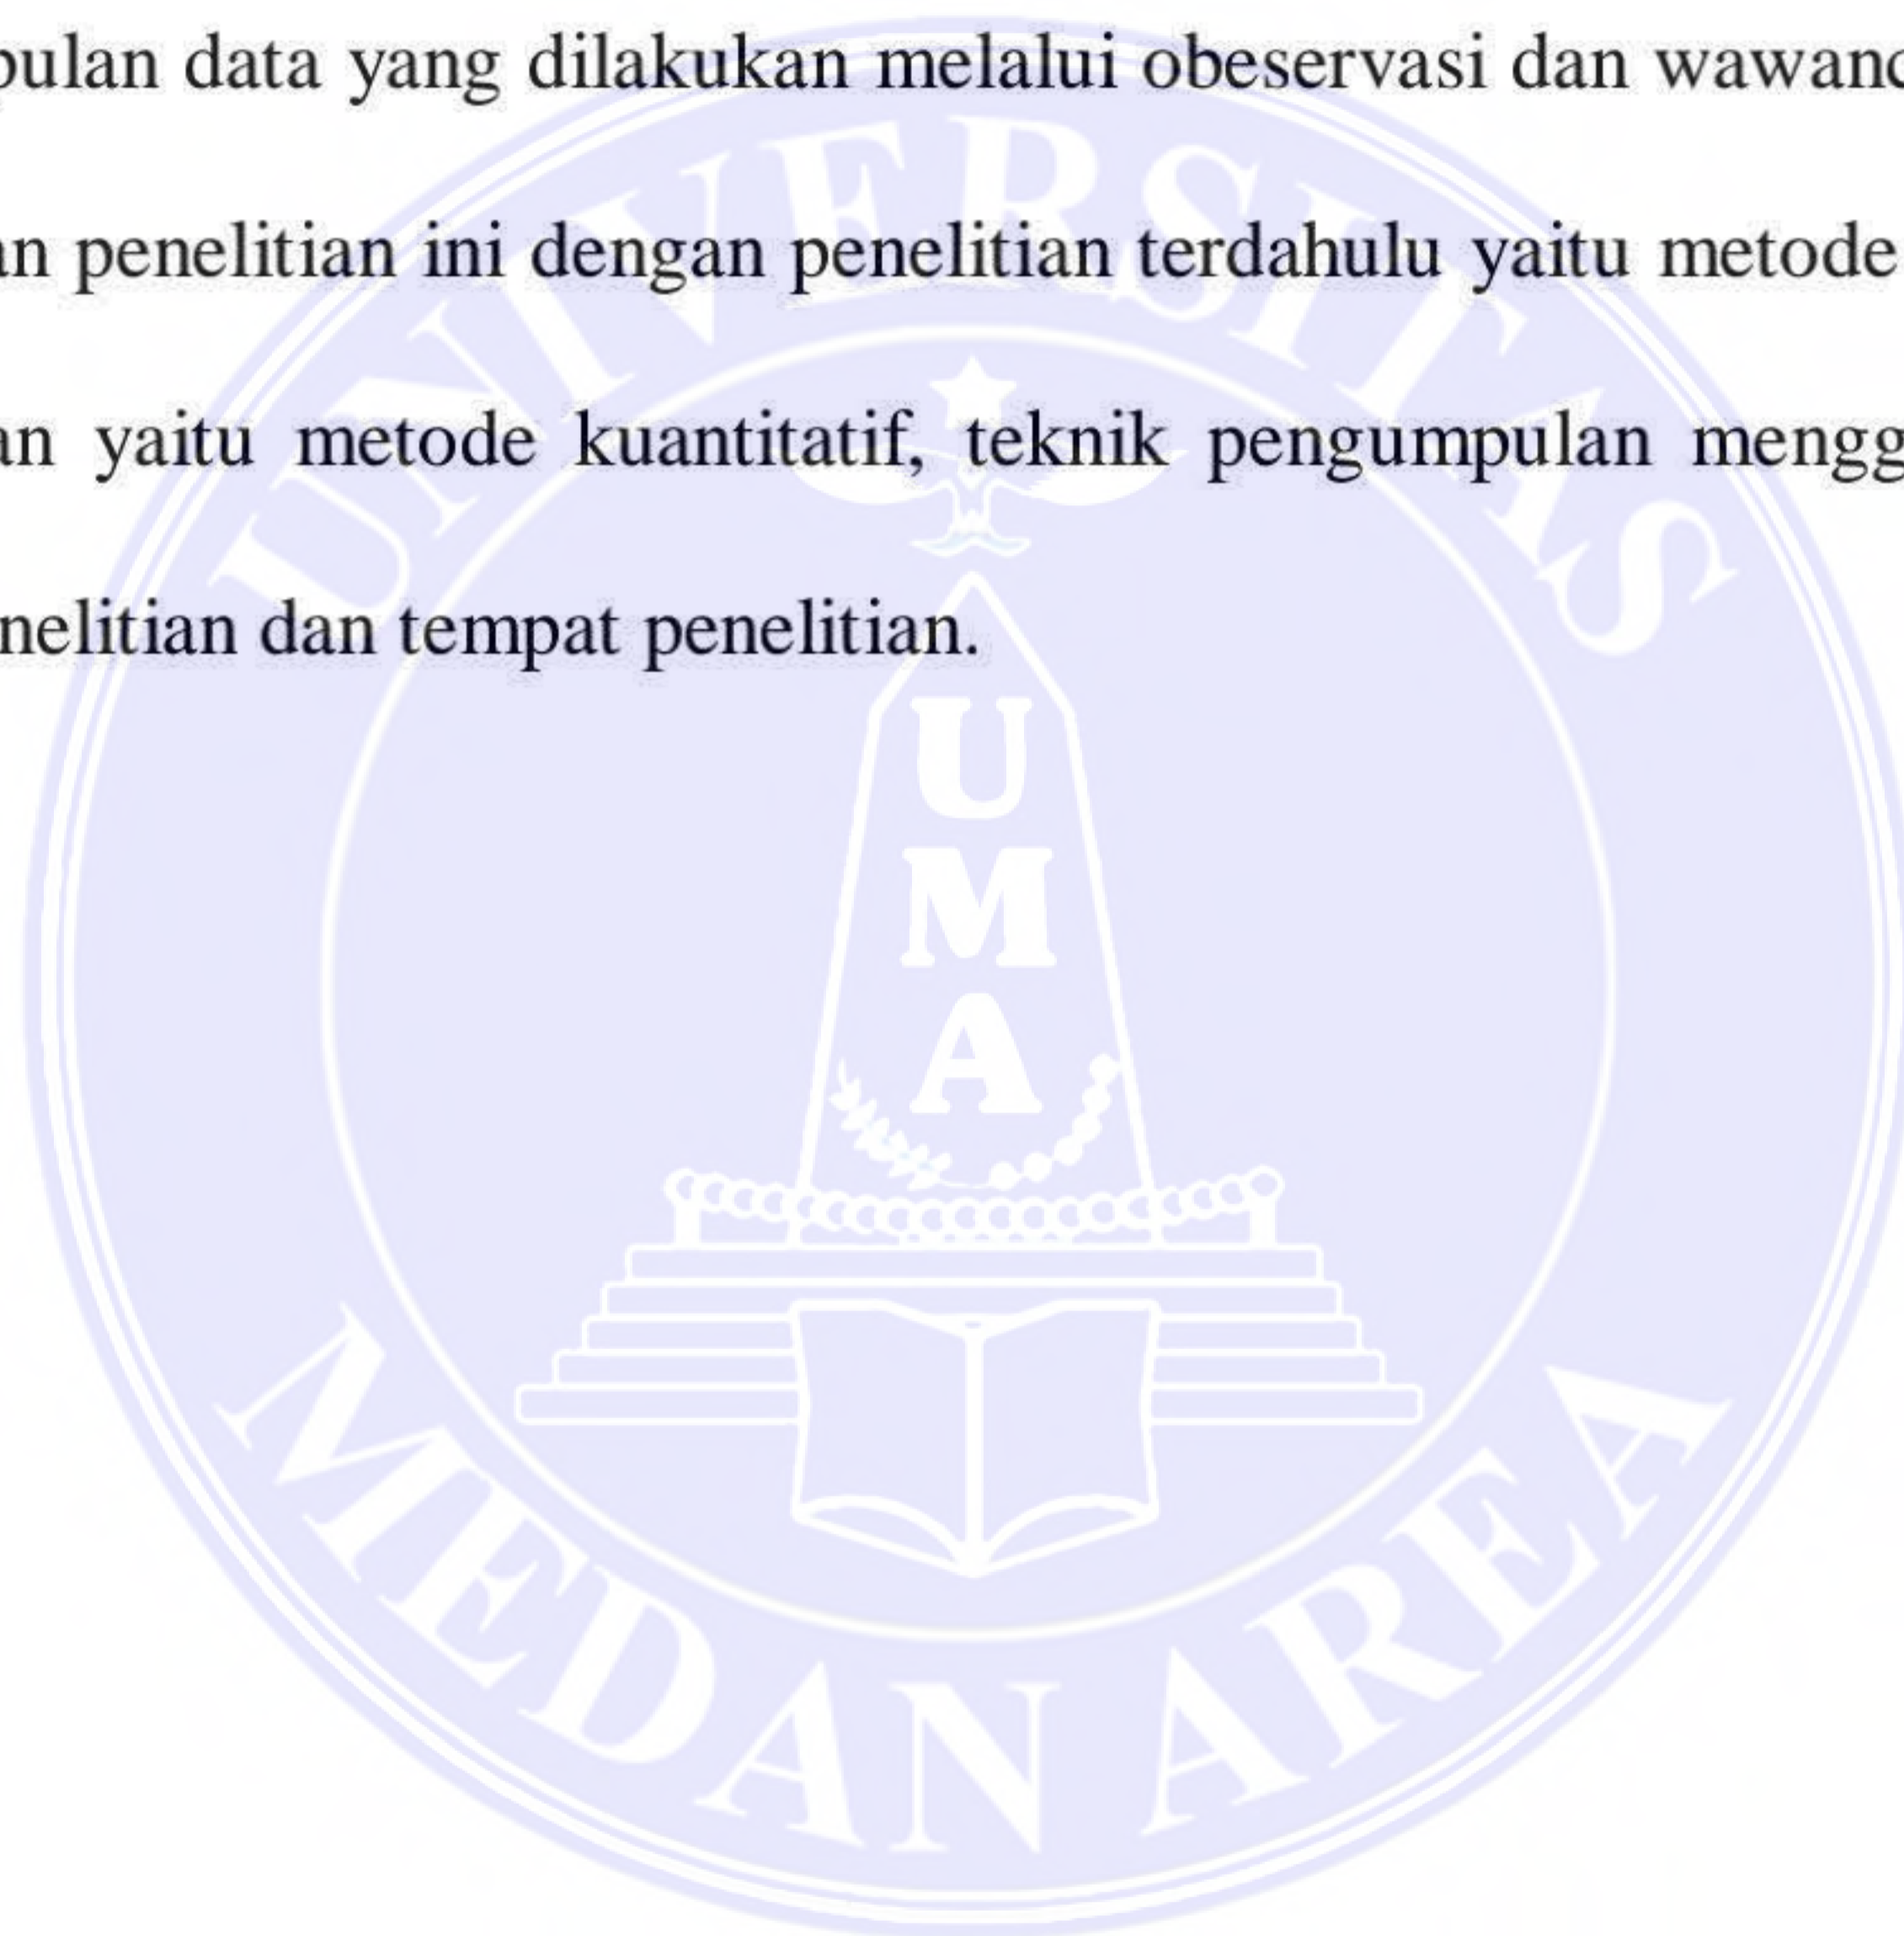 pulan data yang dilakukan melalui obeservasi dan wawanc
an penelitian ini dengan penelitian terdahulu yaitu metode
an yaitu metode kuantitatif, teknik pengumpulan mengg
nelitian dan tempat penelitian.
UNIVERSITAS
U
M
A
MEDAN AREA